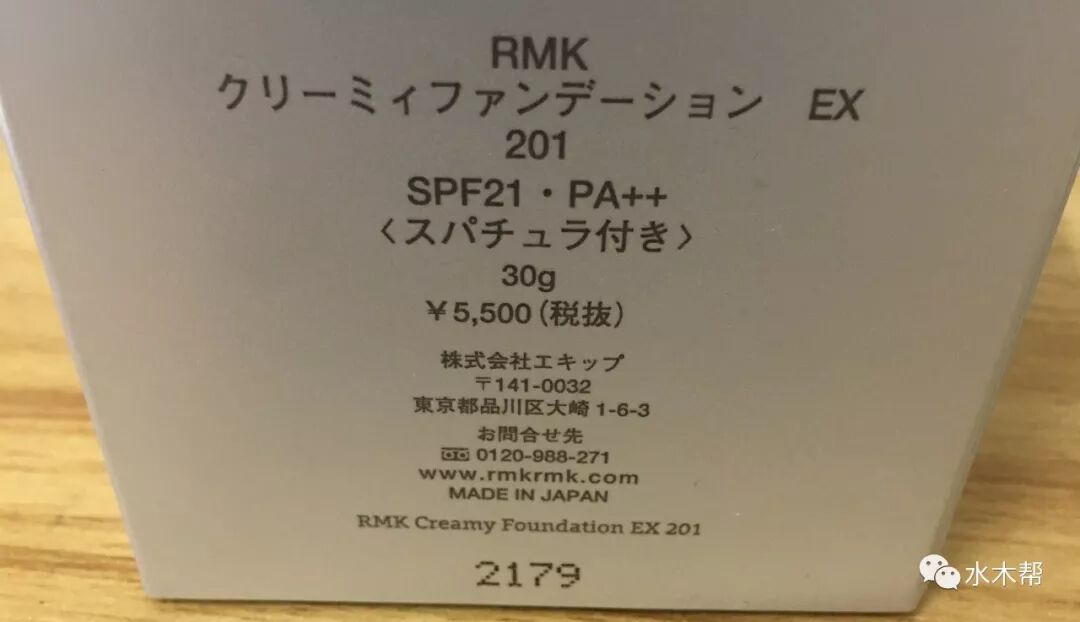 RMK
クリーミィファンデーション EX
201
SPF21・PA++
〈スパチュラ付き〉
30g
￥5,500(税抜)
株式会社エキップ
〒141-0032
東京都品川区大崎1-6-3
お問合せ先
0120-988-271
www.rmkrmk.com
MADE IN JAPAN
RMK Creamy Foundation EX 201
2179
水木帮